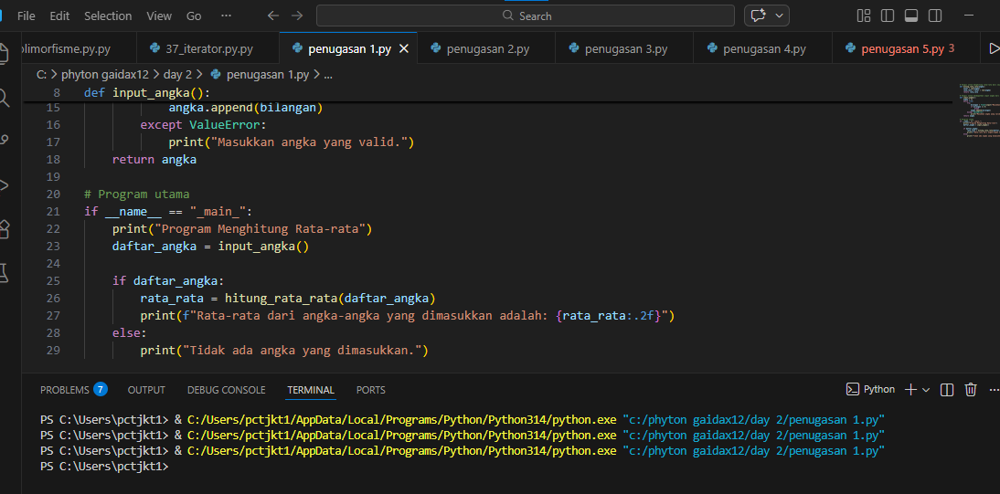 File Edit Selection View Go ··· Search
olimorfisme.py.py 37_iterator.py.py penugasan 1.py penugasan 2.py penugasan 3.py penugasan 4.py penugasan 5.py 3
C: > phyton gaidax12 > day 2 > penugasan 1.py > ...
8 def input_angka():
15 angka.append(bilangan)
16 except ValueError:
17 print("Masukkan angka yang valid.")
18 return angka
19
20 # Program utama
21 if __name__ == "_main_":
22 print("Program Menghitung Rata-rata")
23 daftar_angka = input_angka()
24
25 if daftar_angka:
26 rata_rata = hitung_rata_rata(daftar_angka)
27 print(f"Rata-rata dari angka-angka yang dimasukkan adalah: {rata_rata:.2f}")
28 else:
29 print("Tidak ada angka yang dimasukkan.")
PROBLEMS 7 OUTPUT DEBUG CONSOLE TERMINAL PORTS Python
PS C:\Users\pctjkt1> & C:/Users/pctjkt1/AppData/Local/Programs/Python/Python314/python.exe "c:/phyton gaidax12/day 2/penugasan 1.py"
PS C:\Users\pctjkt1> & C:/Users/pctjkt1/AppData/Local/Programs/Python/Python314/python.exe "c:/phyton gaidax12/day 2/penugasan 1.py"
PS C:\Users\pctjkt1> & C:/Users/pctjkt1/AppData/Local/Programs/Python/Python314/python.exe "c:/phyton gaidax12/day 2/penugasan 1.py"
PS C:\Users\pctjkt1>